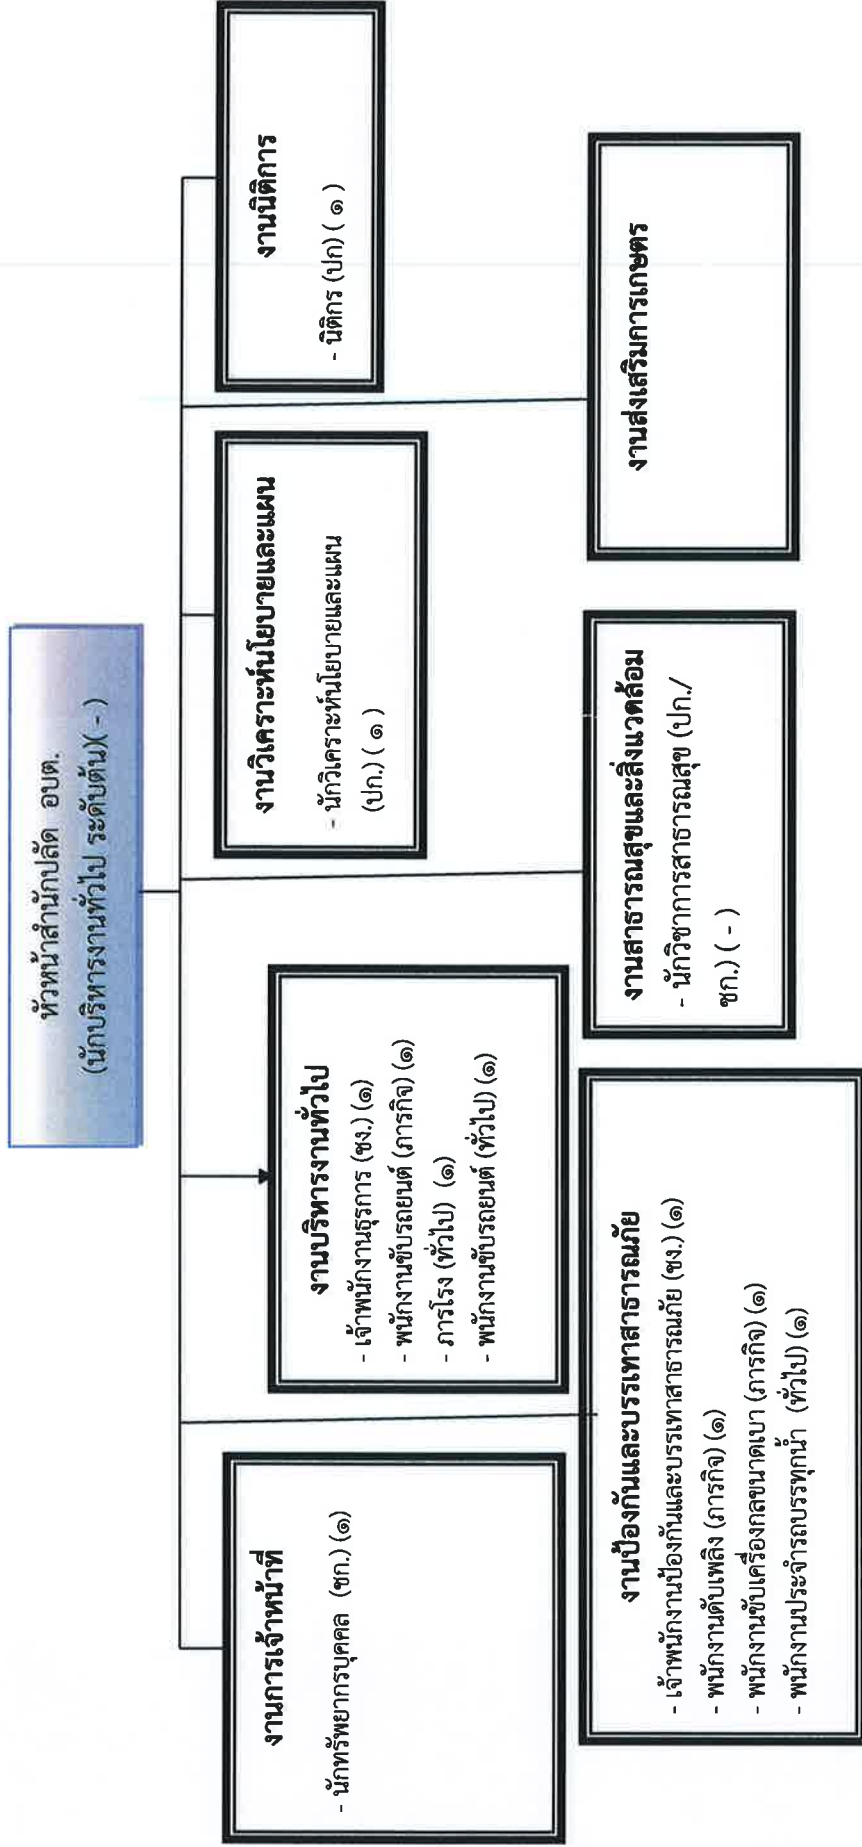 หัวหน้าสำนักปลัด อบต.
(นักบริหารงานทั่วไป ระดับต้น)( - )
งานการเจ้าหน้าที่
- นักทรัพยากรบุคคล (ชก.) (๑)
งานบริหารงานทั่วไป
- เจ้าพนักงานธุรการ (ชง.) (๑)
- พนักงานขับรถยนต์ (ภารกิจ) (๑)
- ภารโรง (ทั่วไป) (๑)
- พนักงานขับรถยนต์ (ทั่วไป) (๑)
งานวิเคราะห์นโยบายและแผน
- นักวิเคราะห์นโยบายและแผน
(ปก.) ( ๑ )
งานนิติการ
- นิติกร (ปก) ( ๑ )
งานป้องกันและบรรเทาสาธารณภัย
- เจ้าพนักงานป้องกันและบรรเทาสาธารณภัย (ชง.) (๑)
- พนักงานดับเพลิง (ภารกิจ) (๑)
- พนักงานขับเครื่องกลขนาดเบา (ภารกิจ) (๑)
- พนักงานประจำรถบรรทุกน้ำ (ทั่วไป) (๑)
งานสาธารณสุขและสิ่งแวดล้อม
- นักวิชาการสาธารณสุข (ปก./
ชก.) ( - )
งานส่งเสริมการเกษตร